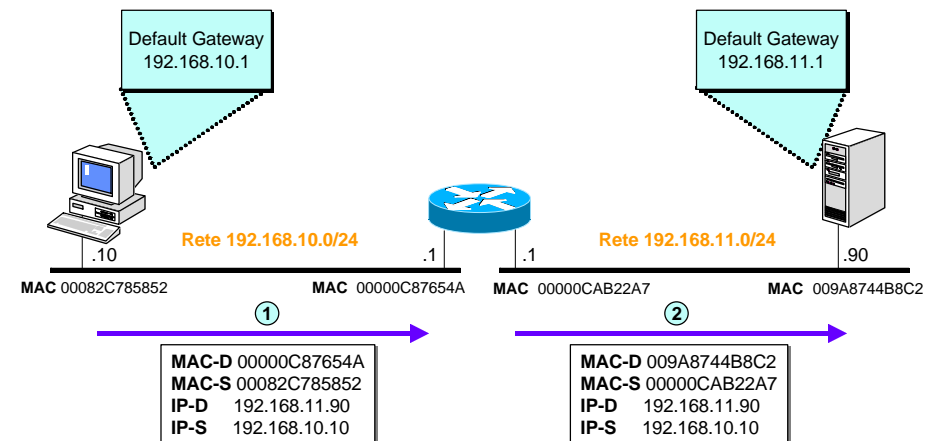 Default Gateway
192.168.10.1
Default Gateway
192.168.11.1
Rete 192.168.10.0/24
Rete 192.168.11.0/24
.10
.1
.1
.90
MAC 00082C785852
MAC 00000C87654A
MAC 00000CAB22A7
MAC 009A8744B8C2
1
2
MAC-D 00000C87654A
MAC-S 00082C785852
IP-D 192.168.11.90
IP-S 192.168.10.10
MAC-D 009A8744B8C2
MAC-S 00000CAB22A7
IP-D 192.168.11.90
IP-S 192.168.10.10